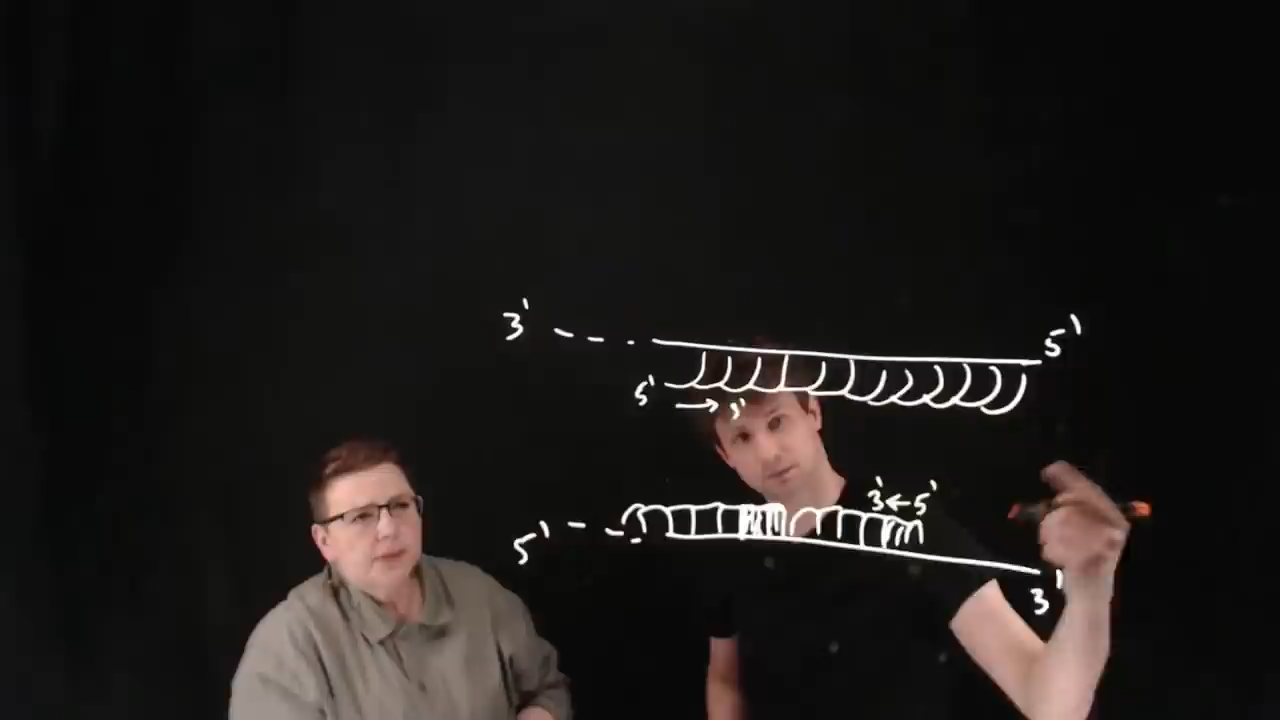 3' 5'
5' → 3'
3' ← 5'
5' 3'